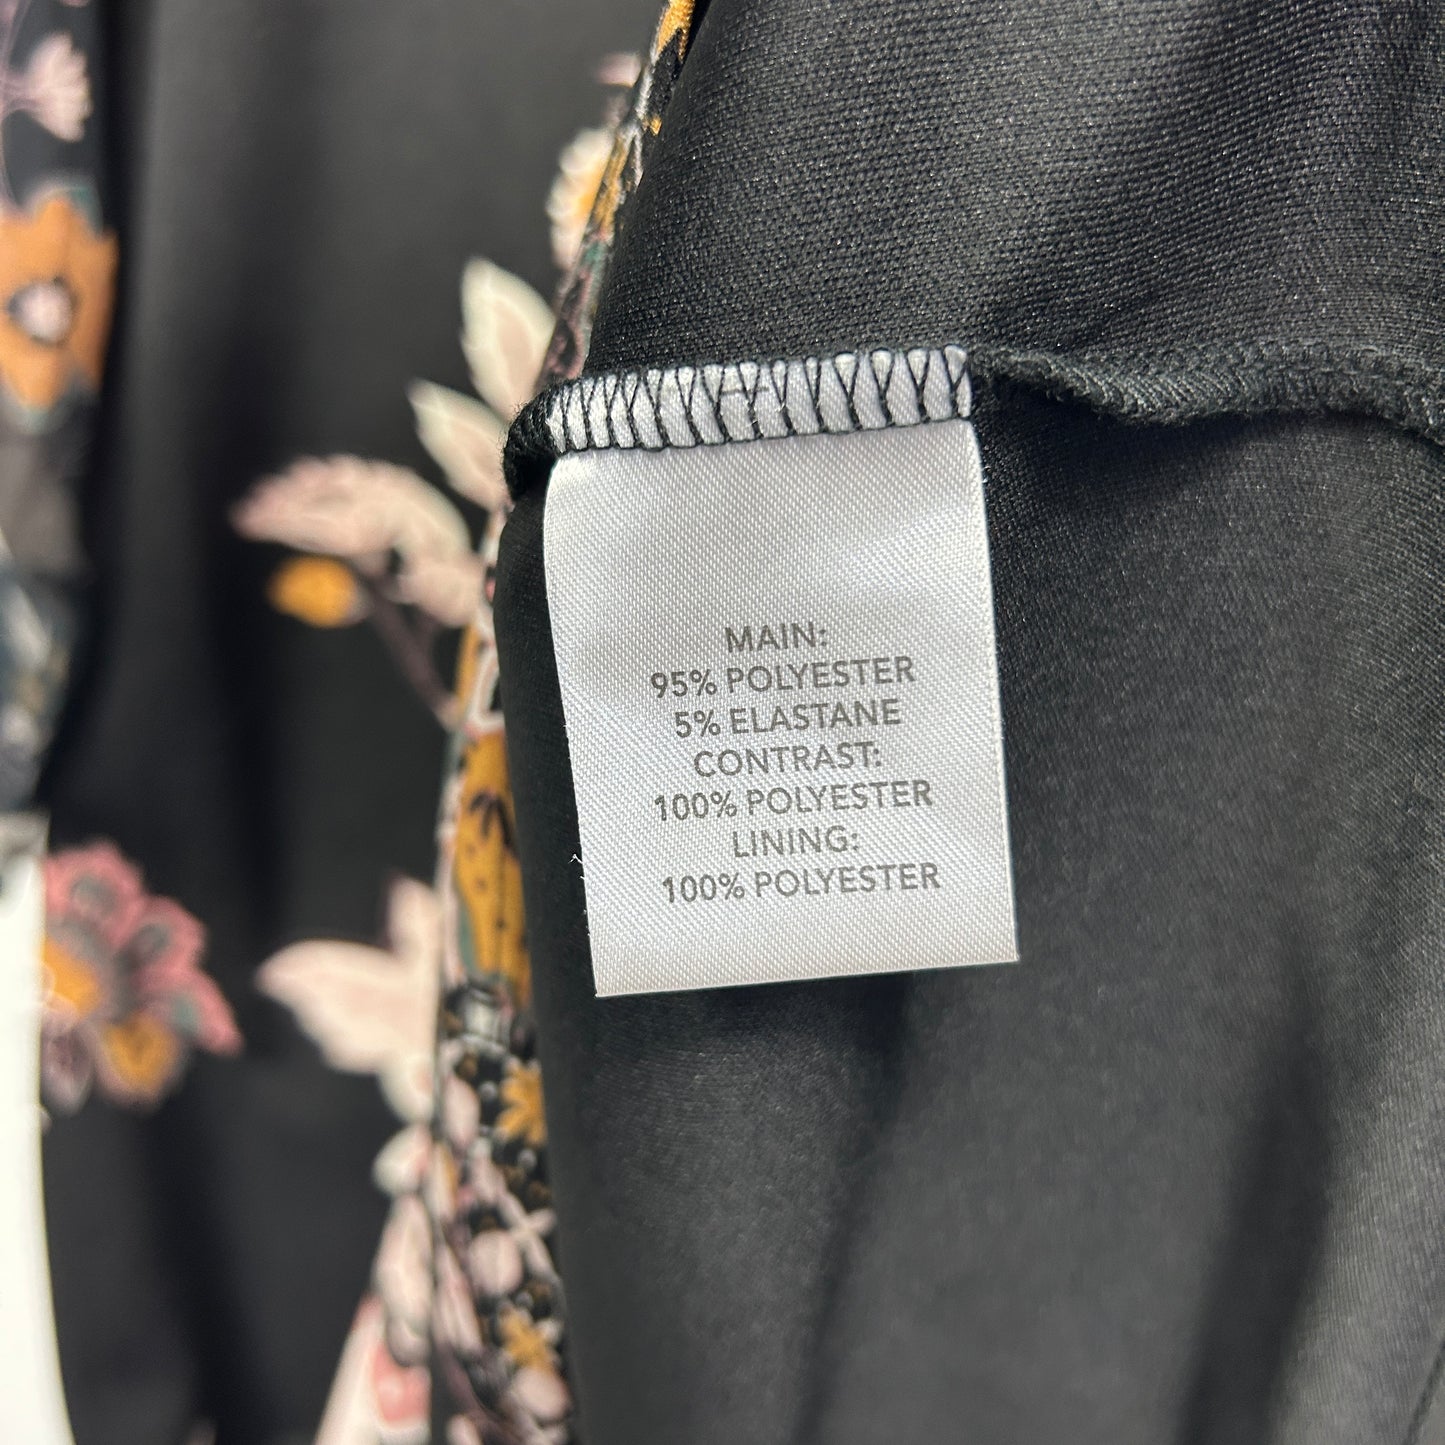 MAIN:
95% POLYESTER
5% ELASTANE
CONTRAST:
100% POLYESTER
LINING:
100% POLYESTER